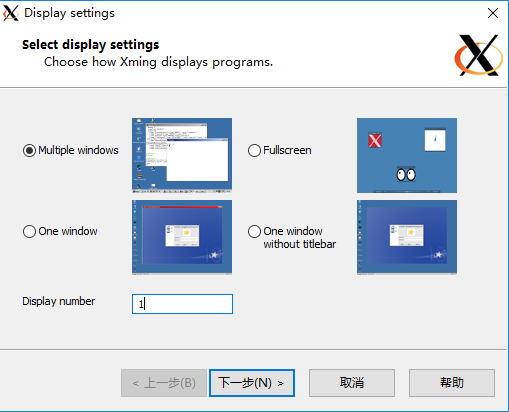 Display settings
Select display settings
Choose how Xming displays programs.
Multiple windows
Fullscreen
One window
One window
without titlebar
Display number
1
< 上一步(B)
下一步(N) >
取消
帮助